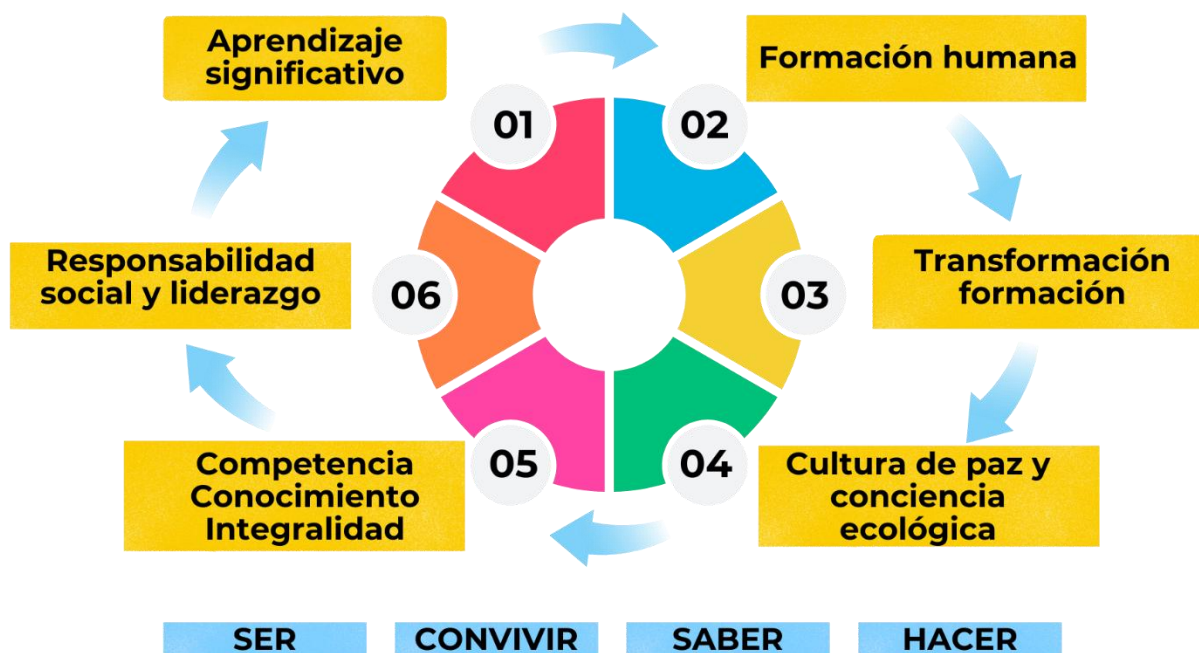 Aprendizaje
significativo
01
02
Formación humana
03
Transformación
formación
04
Cultura de paz y
conciencia
ecológica
05
Competencia
Conocimiento
Integralidad
06
Responsabilidad
social y liderazgo
SER
CONVIVIR
SABER
HACER